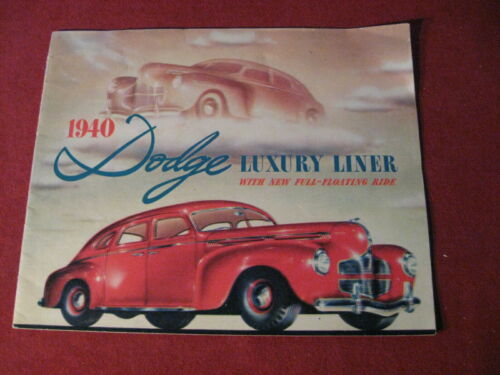 1940
Dodge LUXURY LINER
WITH NEW FULL-FLOATING RIDE